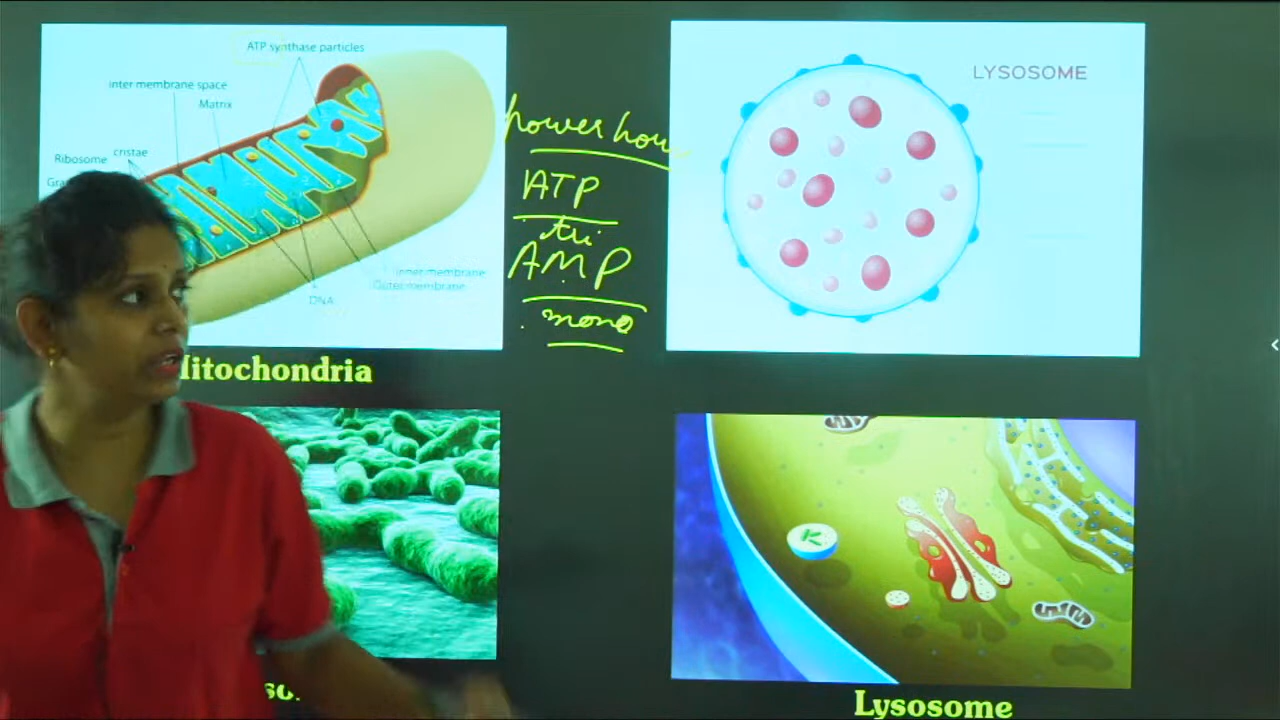 ATP synthase particles
inter membrane space
Matrix
Ribosome
cristae
inner membrane
Outer membrane
DNA
Mitochondria
power hou
ATP
tri
AMP
mono
LYSOSOME
Lysosome